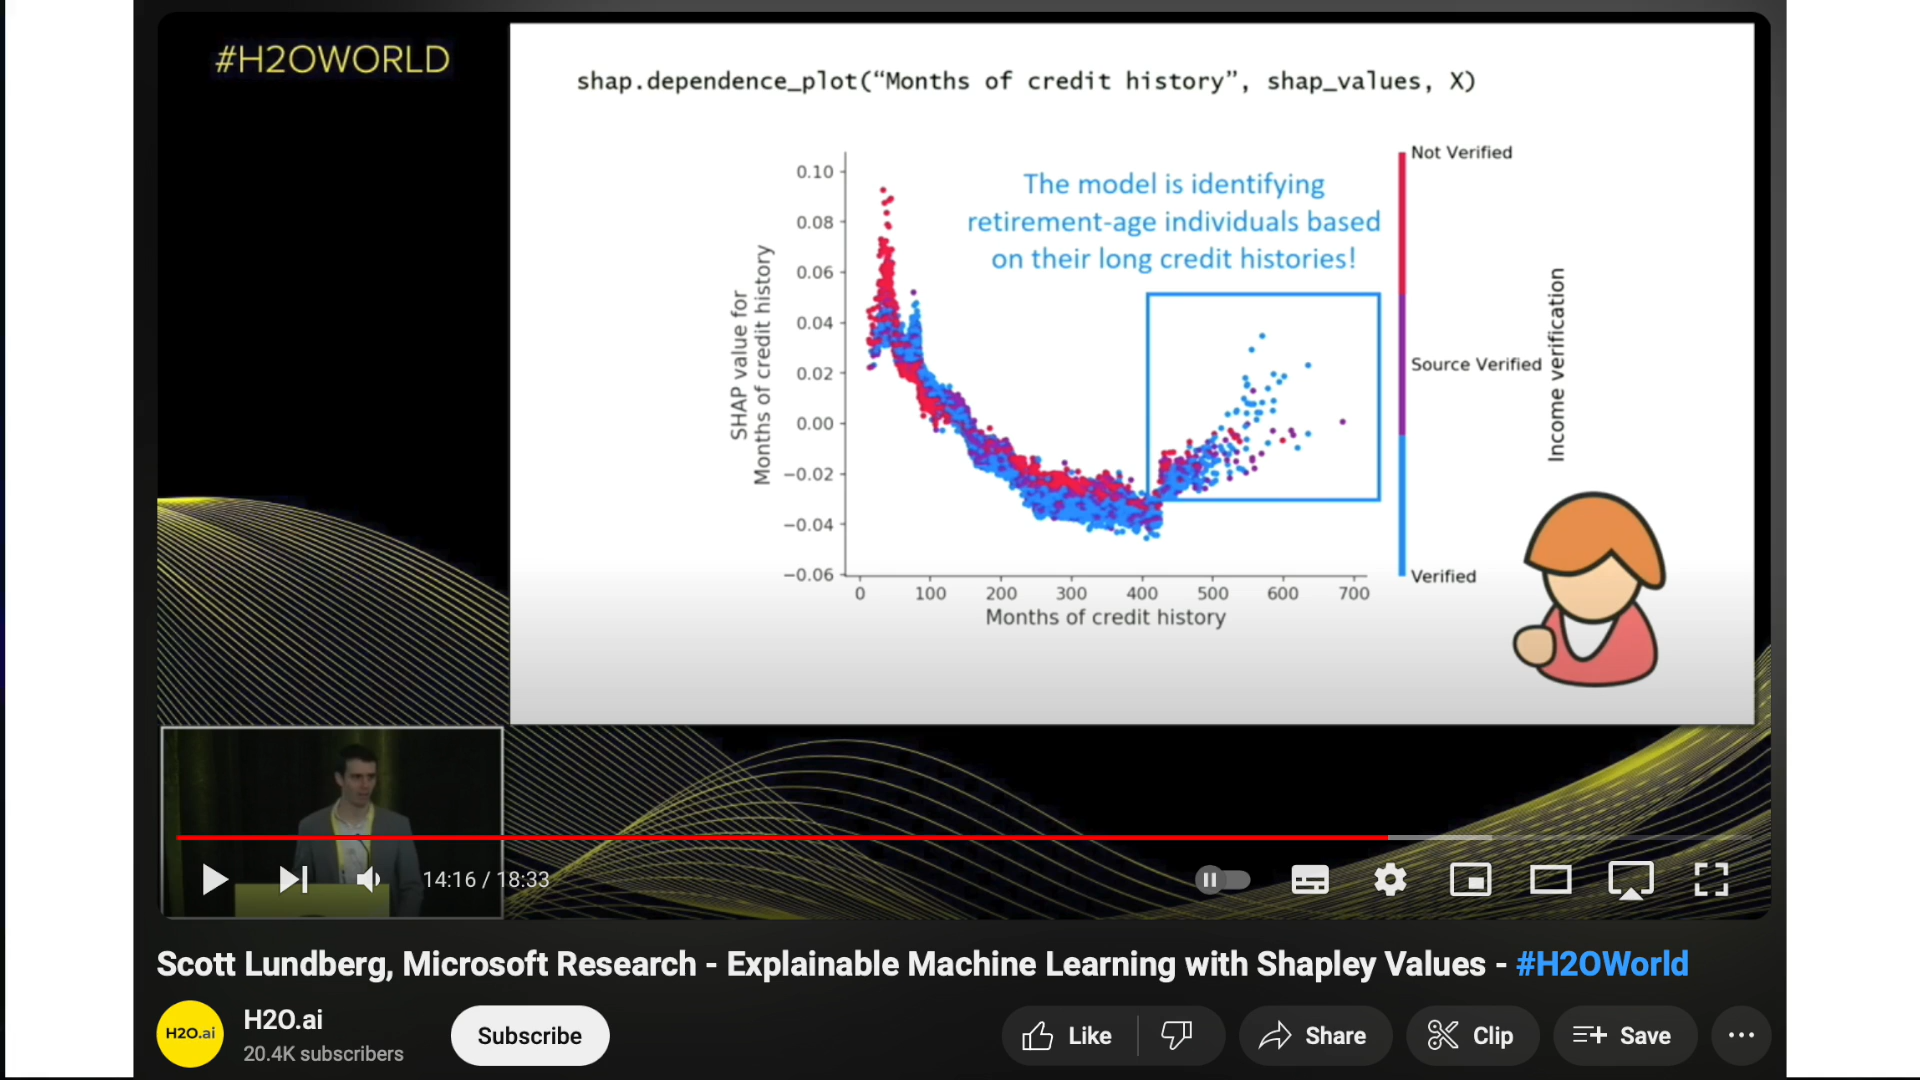 #H2OWORLD
shap.dependence_plot(“Months of credit history”, shap_values, X)
The model is identifying
retirement-age individuals based
on their long credit histories!
SHAP value for
Months of credit history
0.10
0.08
0.06
0.04
0.02
0.00
−0.02
−0.04
−0.06
0 100 200 300 400 500 600 700
Months of credit history
Not Verified
Source Verified
Verified
Income verification
14:16 / 18:33
Scott Lundberg, Microsoft Research - Explainable Machine Learning with Shapley Values - #H2OWorld
H2O.ai
H2O.ai
20.4K subscribers
Subscribe
Like
Share
Clip
Save